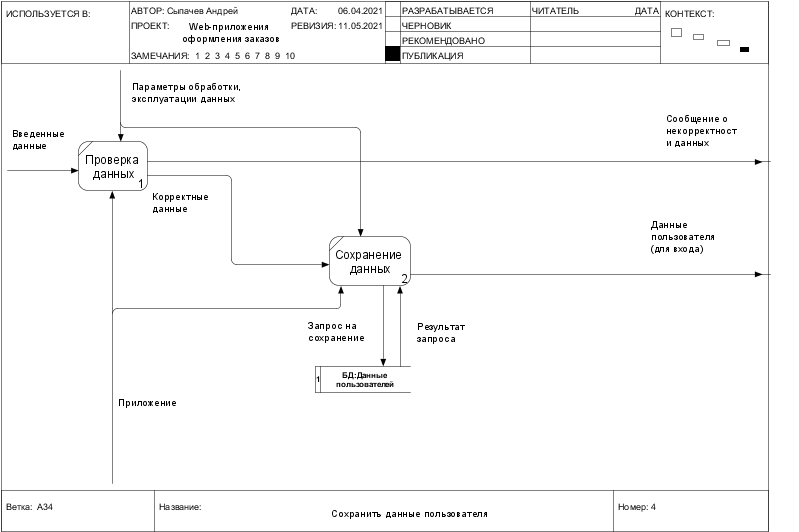 ИСПОЛЬЗУЕТСЯ В:
АВТОР: Сыпачев Андрей
ДАТА: 06.04.2021
ПРОЕКТ: Web-приложения
оформления заказов
РЕВИЗИЯ: 11.05.2021
ЗАМЕЧАНИЯ: 1 2 3 4 5 6 7 8 9 10
РАЗРАБАТЫВАЕТСЯ
ЧЕРНОВИК
РЕКОМЕНДОВАНО
ПУБЛИКАЦИЯ
ЧИТАТЕЛЬ
ДАТА
КОНТЕКСТ:
Параметры обработки,
эксплуатации данных
Введенные
данные
Проверка
данных
1
Сообщение о
некорректност
и данных
Корректные
данные
Данные
пользователя
(для входа)
Сохранение
данных
2
Запрос на
сохранение
Результат
запроса
1
БД:Данные
пользователей
Приложение
Ветка: A34
Название:
Сохранить данные пользователя
Номер: 4